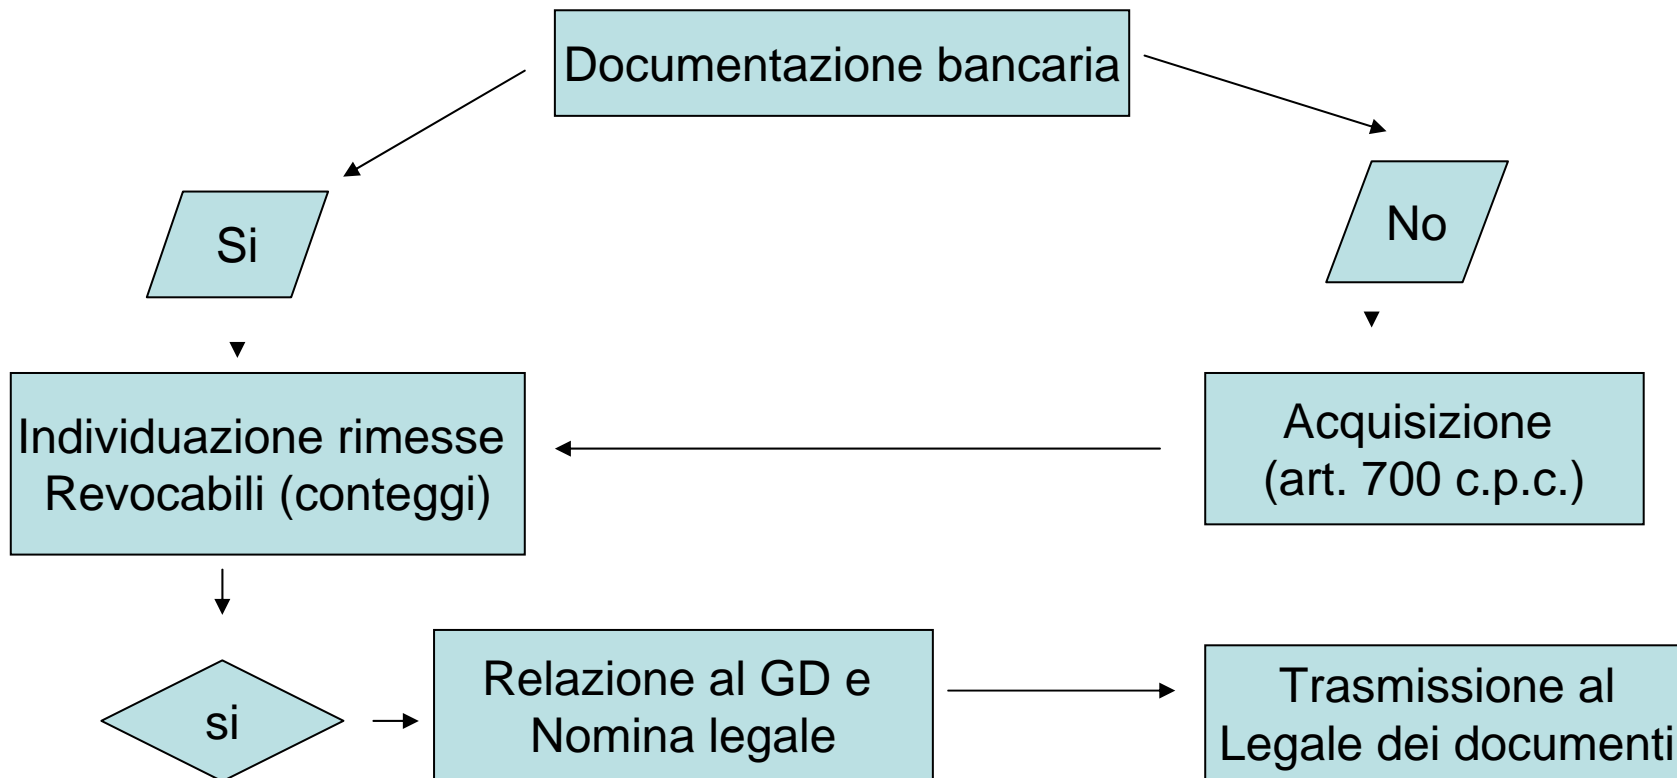 Documentazione bancaria
Si
No
Individuazione rimesse
Revocabili (conteggi)
Acquisizione
(art. 700 c.p.c.)
si
Relazione al GD e
Nomina legale
Trasmissione al
Legale dei documenti